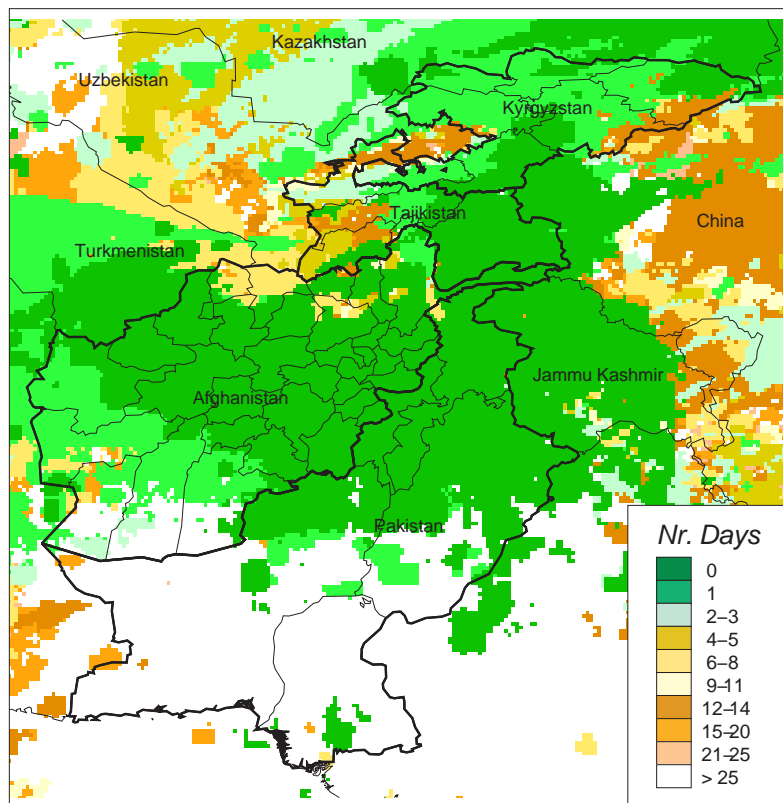 Kazakhstan
Uzbekistan
Kyrgyzstan
Tajikistan
China
Turkmenistan
Jammu Kashmir
Afghanistan
Pakistan
Nr. Days
0
1
2–3
4–5
6–8
9–11
12–14
15–20
21–25
> 25